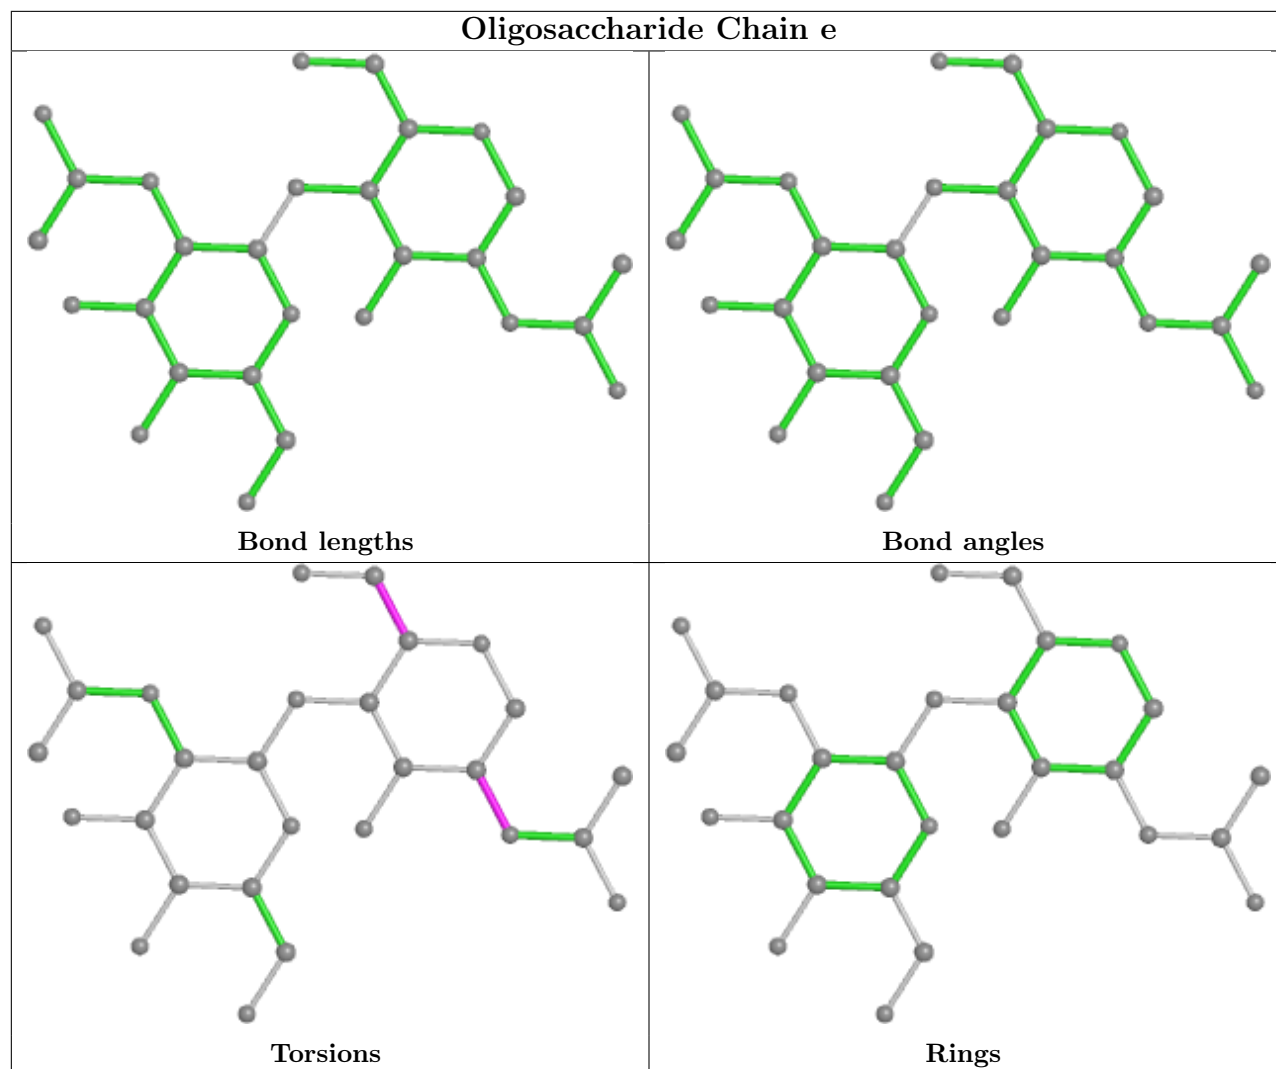 Oligosaccharide Chain e
Bond lengths
Bond angles
Torsions
Rings